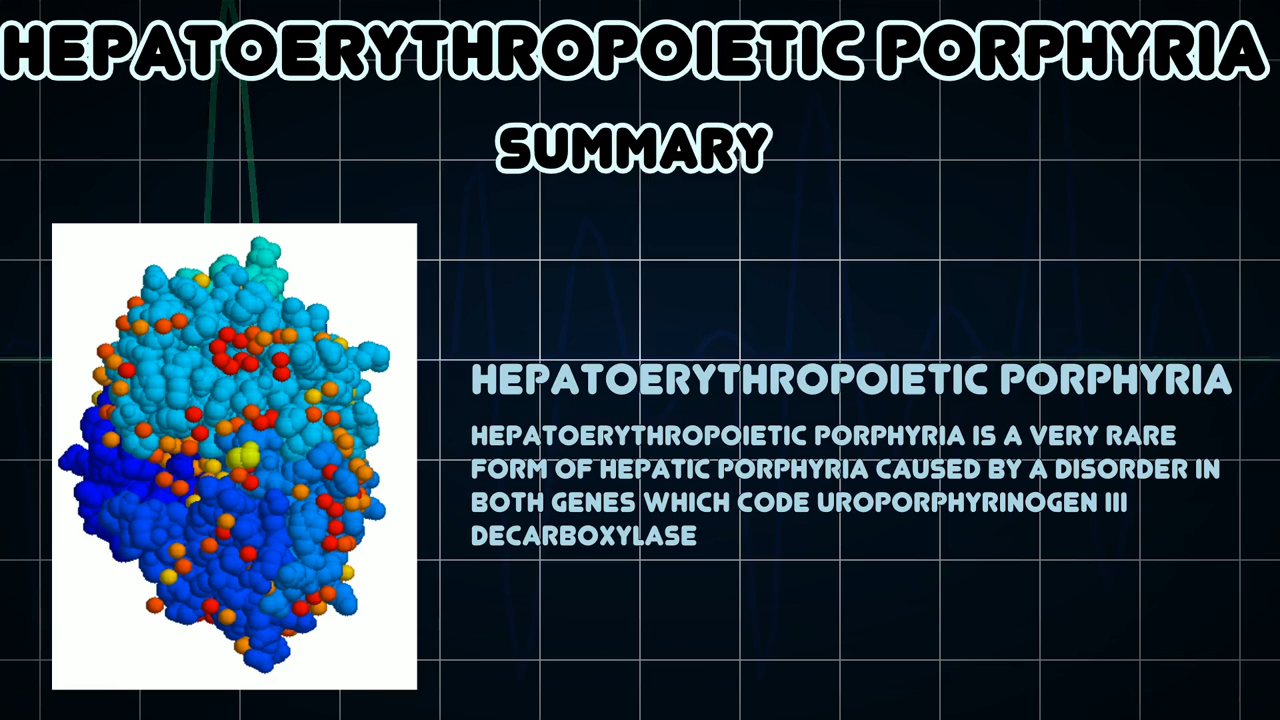 HEPATOERYTHROPOIETIC PORPHYRIA
SUMMARY
HEPATOERYTHROPOIETIC PORPHYRIA
HEPATOERYTHROPOIETIC PORPHYRIA IS A VERY RARE
FORM OF HEPATIC PORPHYRIA CAUSED BY A DISORDER IN
BOTH GENES WHICH CODE UROPORPHYRINOGEN III
DECARBOXYLASE